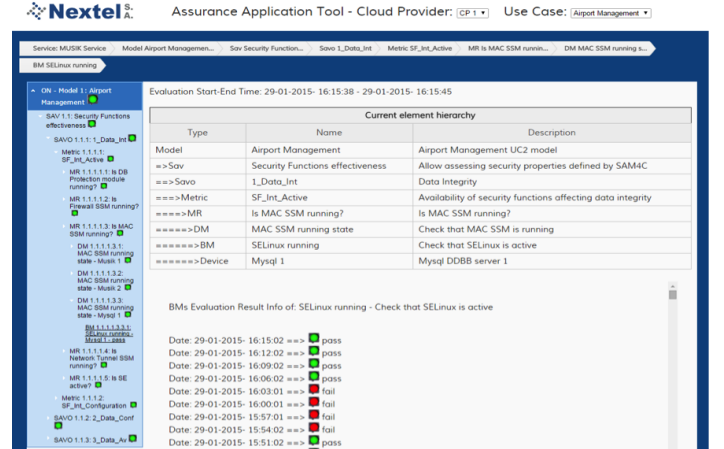 Nextel S.A.
Assurance Application Tool - Cloud Provider: CP 1 Use Case: Airport Management
Service: MUSIK Service Model Airport Managemen... Sav Security Function... Savo 1_Data_Int Metric SF_Int_Active MR Is MAC SSM runnin... DM MAC SSM running s...
BM SELinux running
ON - Model 1: Airport
Management
SAV 1.1: Security Functions
effectiveness
SAVO 1.1.1: 1_Data_Int
Metric 1.1.1.1:
SF_Int_Active
MR 1.1.1.1.1: Is DB
Protection module
running?
MR 1.1.1.1.2: Is
Firewall SSM running?
MR 1.1.1.1.3: Is MAC
SSM running?
DM 1.1.1.1.3.1:
MAC SSM running
state - Musik 1
DM 1.1.1.1.3.2:
MAC SSM running
state - Musik 2
DM 1.1.1.1.3.3:
MAC SSM running
state - Mysql 1
BM 1.1.1.1.3.3.1:
SELinux running -
Mysql 1 - pass
MR 1.1.1.1.4: Is
Network Tunnel SSM
running?
MR 1.1.1.1.5: Is SE
active?
Metric 1.1.1.2:
SF_Int_Configuration
SAVO 1.1.2: 2_Data_Conf
SAVO 1.1.3: 3_Data_Av
Evaluation Start-End Time: 29-01-2015- 16:15:38 - 29-01-2015- 16:15:45
Current element hierarchy
Type Name Description
Model Airport Management Airport Management UC2 model
=>Sav Security Functions effectiveness Allow assessing security properties defined by SAM4C
==>Savo 1_Data_Int Data Integrity
===>Metric SF_Int_Active Availability of security functions affecting data integrity
====>MR Is MAC SSM running? Is MAC SSM running?
=====>DM MAC SSM running state Check that MAC SSM is running
======>BM SELinux running Check that SELinux is active
======>Device Mysql 1 Mysql DDBB server 1
BMs Evaluation Result Info of: SELinux running - Check that SELinux is active
Date: 29-01-2015- 16:15:02 ==> pass
Date: 29-01-2015- 16:12:02 ==> pass
Date: 29-01-2015- 16:09:02 ==> pass
Date: 29-01-2015- 16:06:02 ==> pass
Date: 29-01-2015- 16:03:01 ==> fail
Date: 29-01-2015- 16:00:01 ==> fail
Date: 29-01-2015- 15:57:01 ==> fail
Date: 29-01-2015- 15:54:02 ==> fail
Date: 29-01-2015- 15:51:02 ==> pass